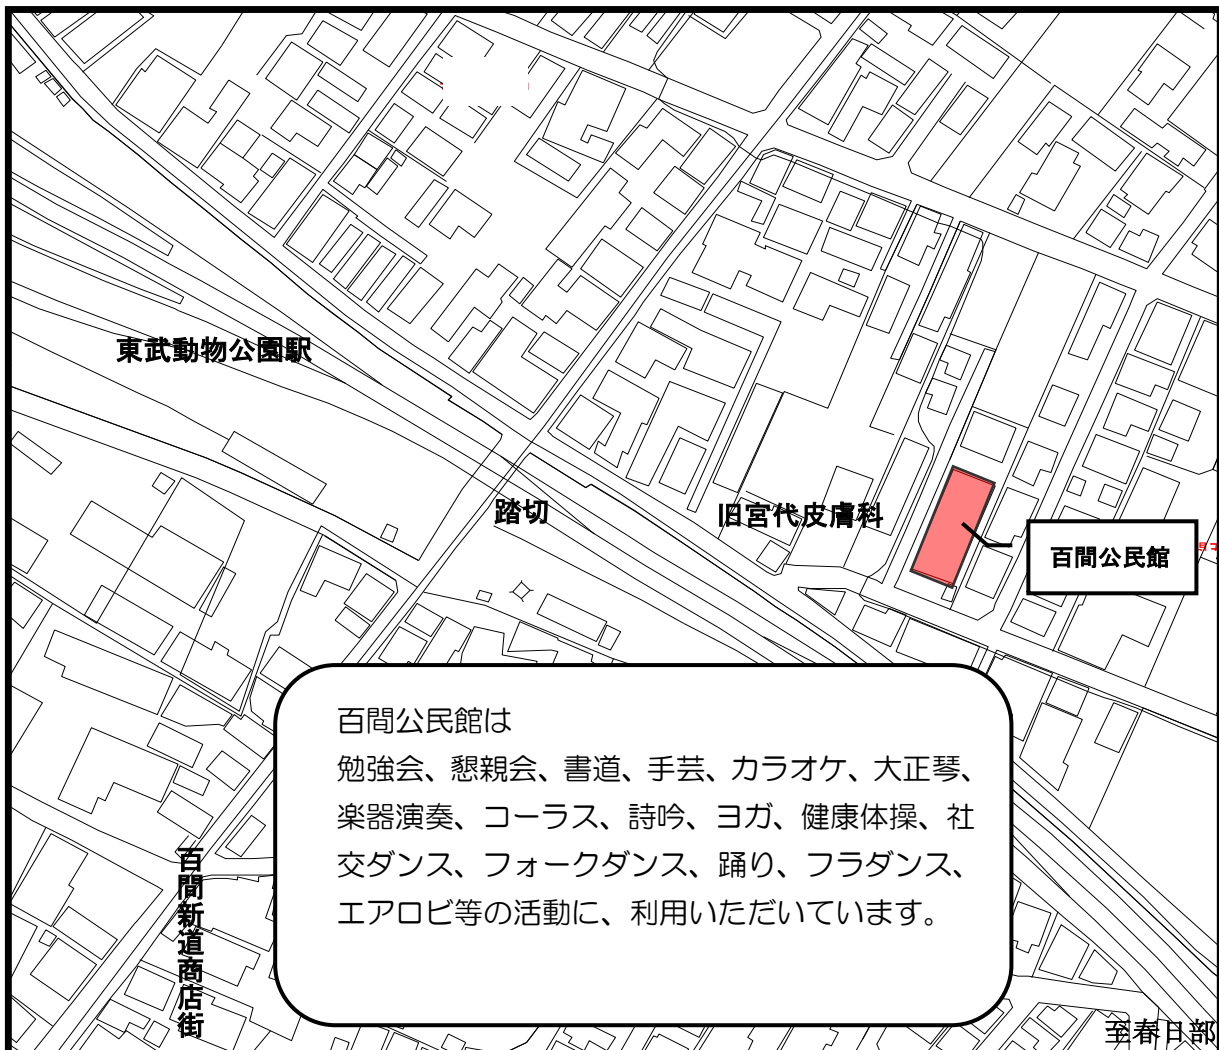 東武動物公園駅
踏切
旧宮代皮膚科
百間公民館
百間公民館は
勉強会、懇親会、書道、手芸、カラオケ、大正琴、
楽器演奏、コーラス、詩吟、ヨガ、健康体操、社
交ダンス、フォークダンス、踊り、フラダンス、
エアロビ等の活動に、利用いただいています。
百間新道商店街
至春日部